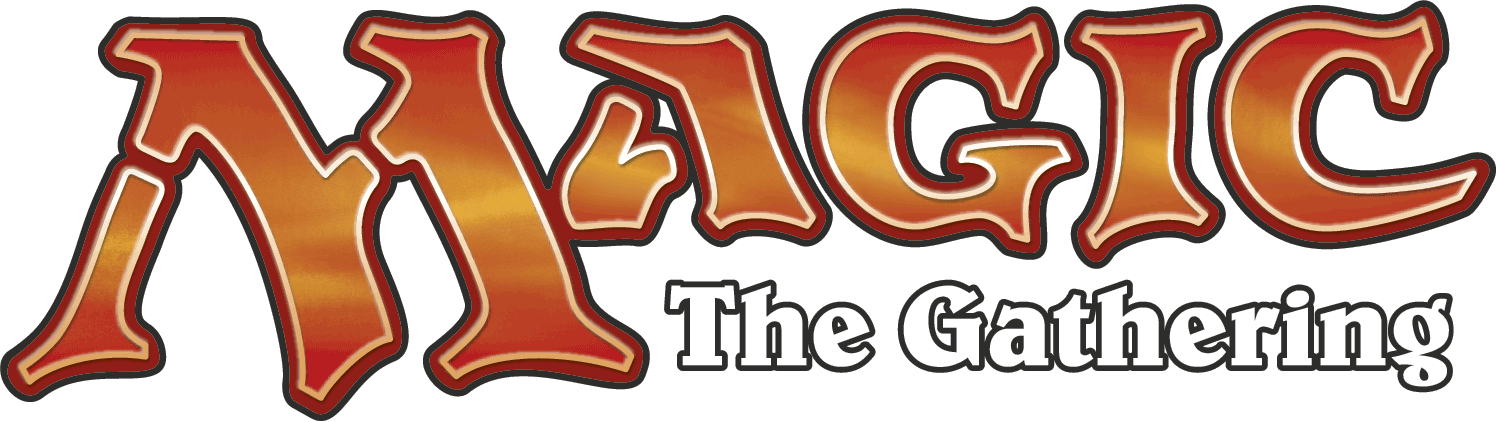 MAGIC
The Gathering